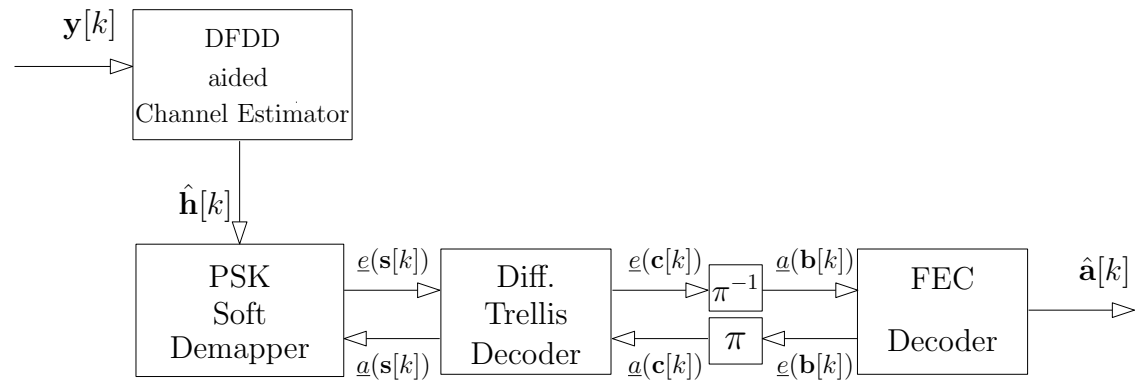 y[k]
DFDD
aided
Channel Estimator
ĥ[k]
PSK
Soft
Demapper
e(s[k])
a(s[k])
Diff.
Trellis
Decoder
e(c[k])
a(c[k])
π⁻¹
π
a(b[k])
e(b[k])
FEC
Decoder
â[k]